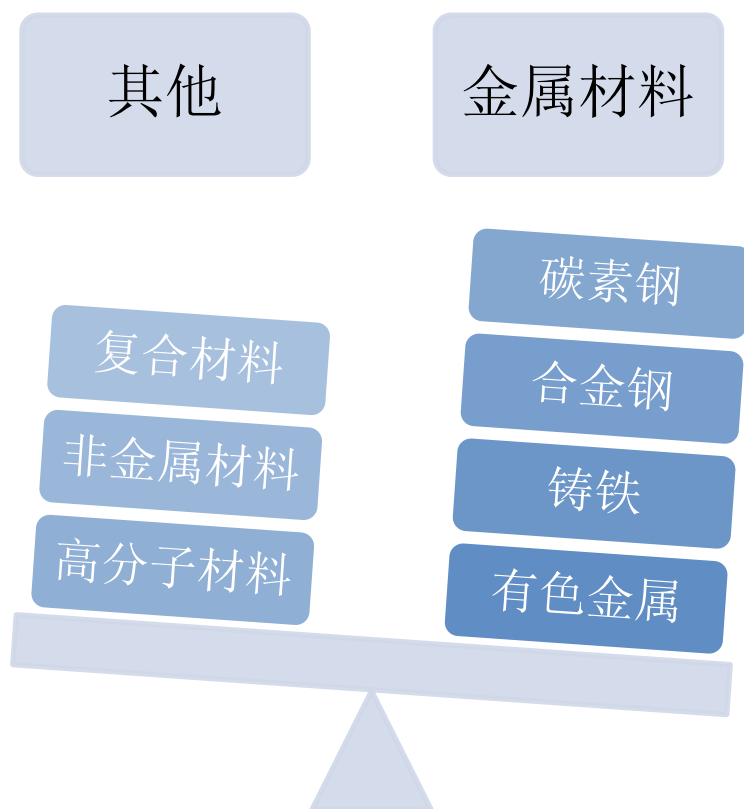 其他
金属材料
复合材料
非金属材料
高分子材料
碳素钢
合金钢
铸铁
有色金属